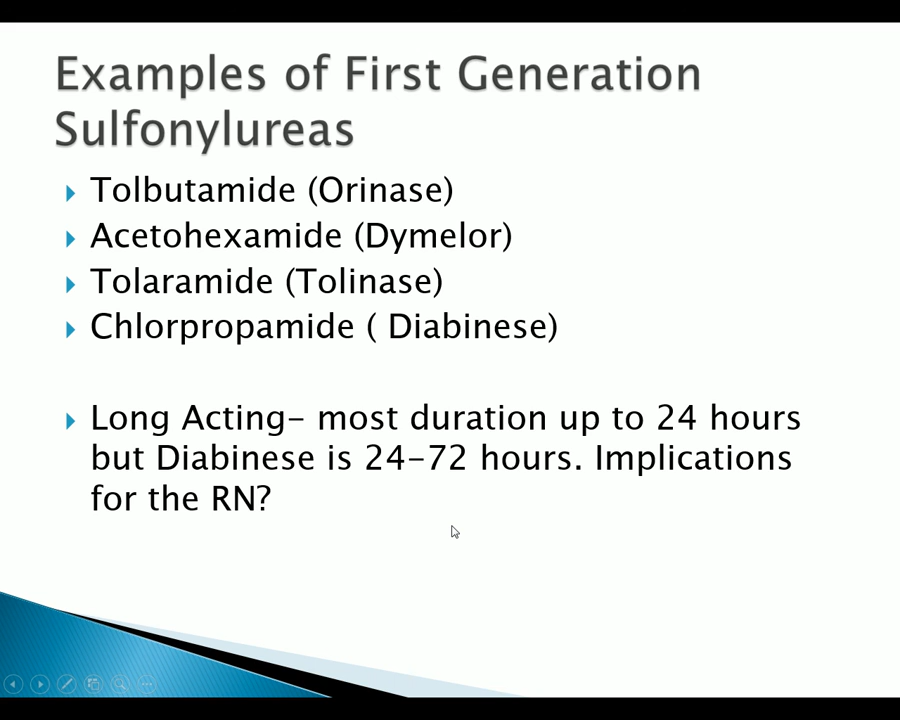 Examples of First Generation
Sulfonylureas
Tolbutamide (Orinase)
Acetohexamide (Dymelor)
Tolaramide (Tolinase)
Chlorpropamide ( Diabinese)
Long Acting- most duration up to 24 hours
but Diabinese is 24-72 hours. Implications
for the RN?